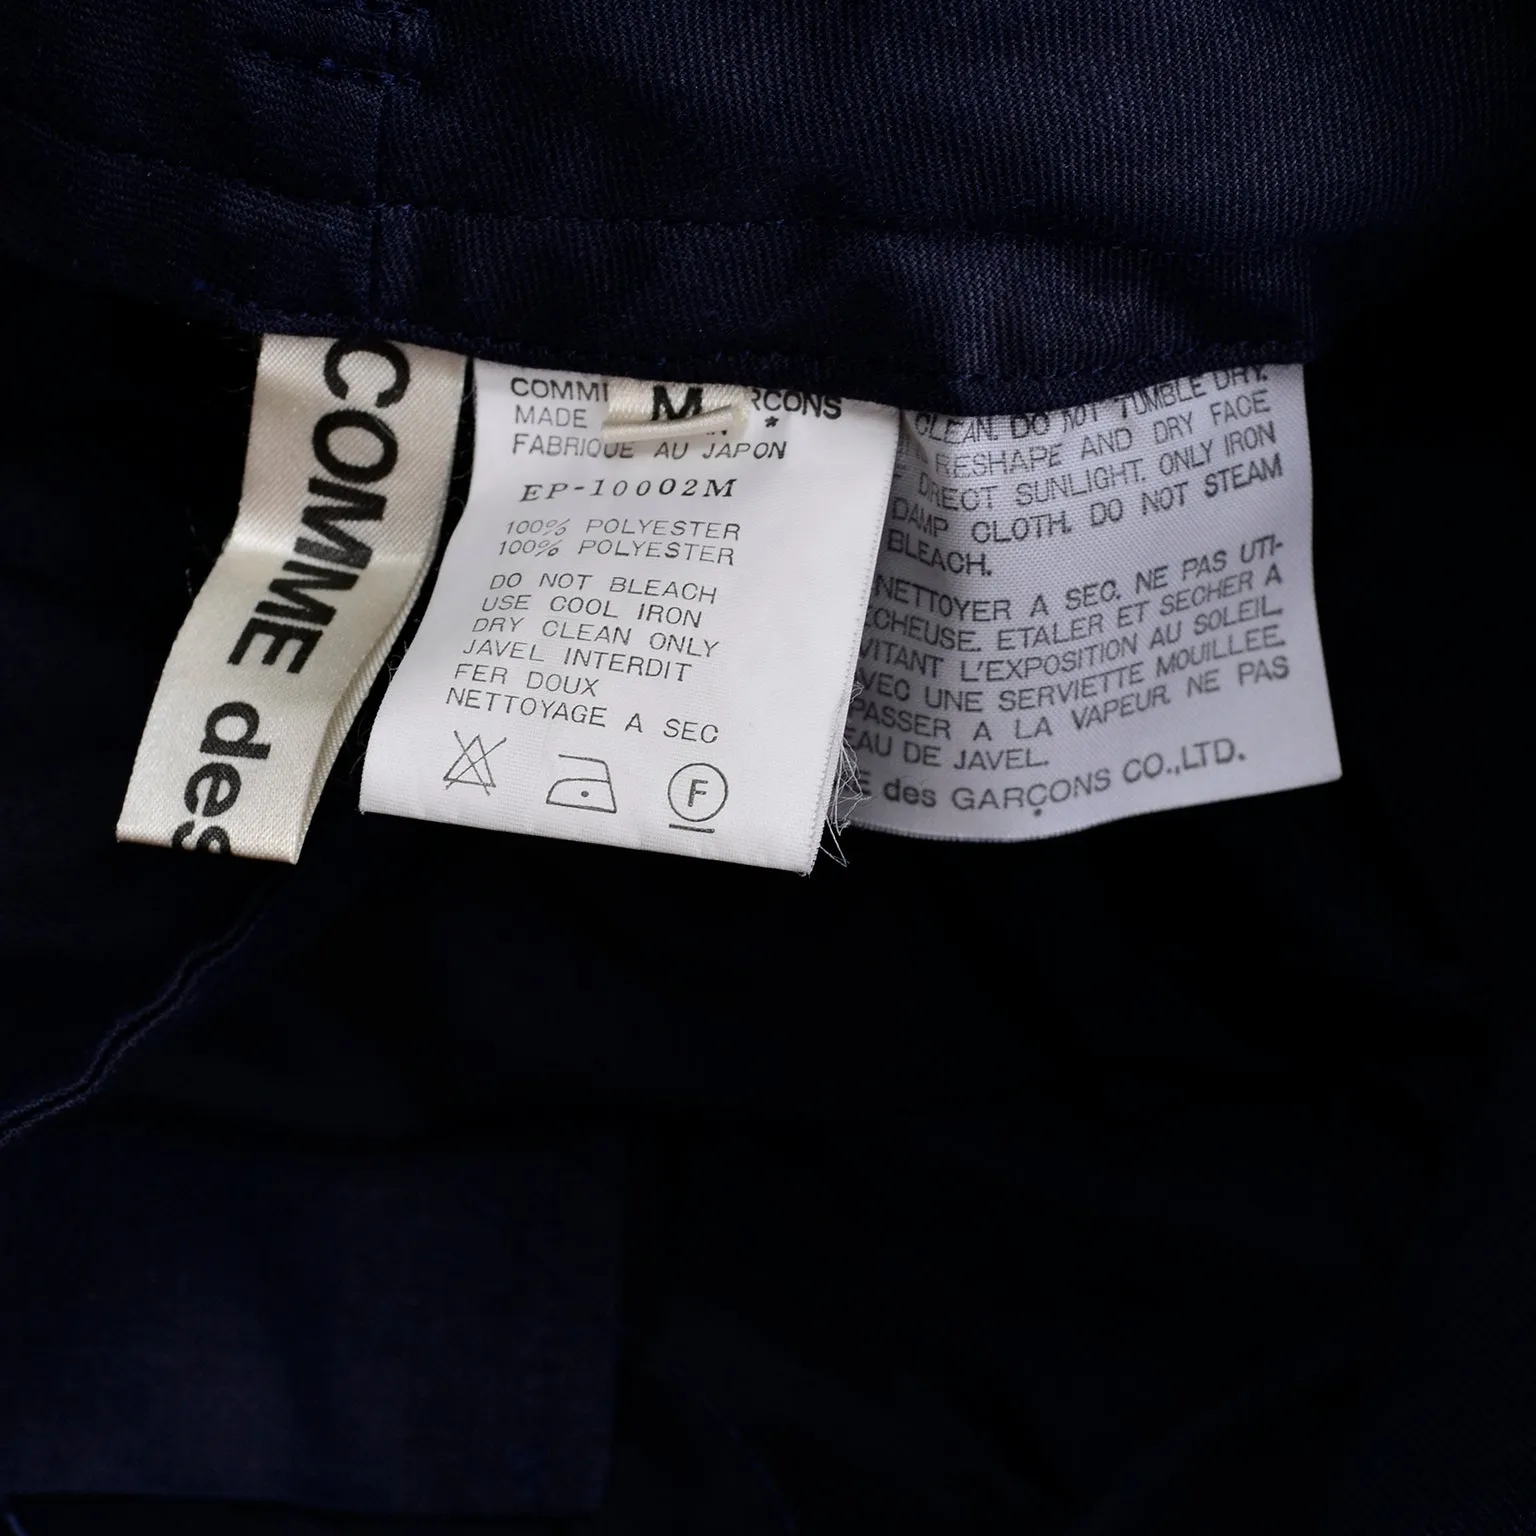 COMME des
M
COMM RCONS
MADE *
FABRIQUE AU JAPON
EP-10002M
100% POLYESTER
100% POLYESTER
DO NOT BLEACH
USE COOL IRON
DRY CLEAN ONLY
JAVEL INTERDIT
FER DOUX
NETTOYAGE A SEC
F
CLEAN. DO NOT TUMBLE DRY.
RESHAPE AND DRY FACE
DIRECT SUNLIGHT. ONLY IRON
DAMP CLOTH. DO NOT STEAM
BLEACH.
NETTOYER A SEC. NE PAS UTI-
CHEUSE. ETALER ET SECHER A
VITANT L'EXPOSITION AU SOLEIL.
VEC UNE SERVIETTE MOUILLEE.
PASSER A LA VAPEUR. NE PAS
EAU DE JAVEL.
E des GARÇONS CO.,LTD.